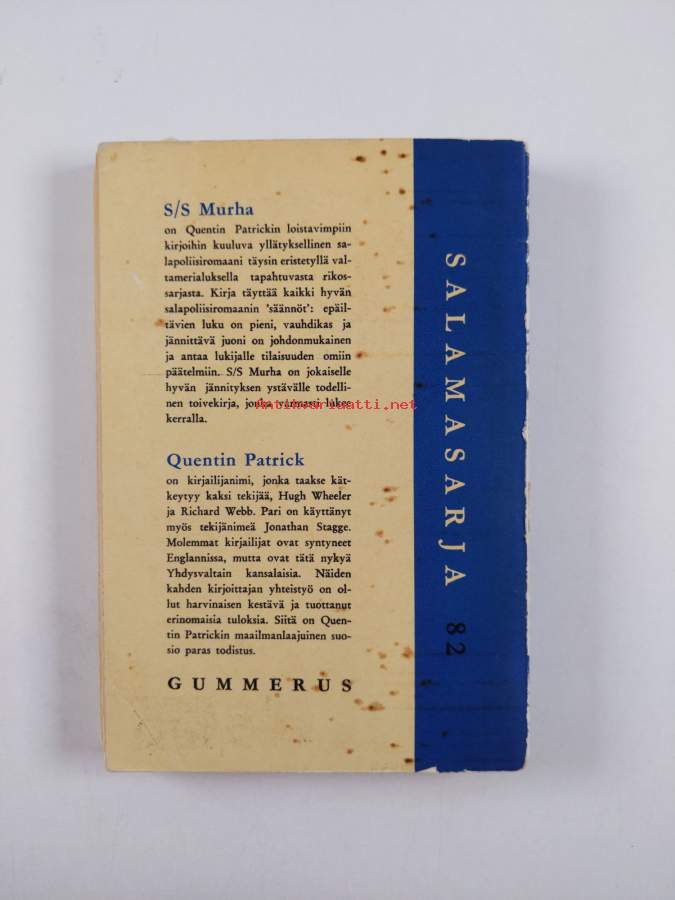 S/S Murha
on Quentin Patrickin loistavimpiin
kirjoihin kuuluva yllätyksellinen sa-
lapoliisiromaani täysin eristetyllä val-
tamerialuksella tapahtuvasta rikos-
sarjasta. Kirja täyttää kaikki hyvän
salapoliisiromaanin 'säännöt': epäil-
tävien luku on pieni, vauhdikas ja
jännittävä juoni on johdonmukainen
ja antaa lukijalle tilaisuuden omiin
päätelmiin. S/S Murha on jokaiselle
hyvän jännityksen ystävälle todelli-
nen toivekirja, jonka varmasti lukee
kerralla.
Antikvariaatti.net
Quentin Patrick
on kirjailijanimi, jonka taakse kät-
keytyy kaksi tekijää, Hugh Wheeler
ja Richard Webb. Pari on käyttänyt
myös tekijänimeä Jonathan Stagge.
Molemmat kirjailijat ovat syntyneet
Englannissa, mutta ovat tätä nykyä
Yhdysvaltain kansalaisia. Näiden
kahden kirjoittajan yhteistyö on ol-
lut harvinaisen kestävä ja tuottanut
erinomaisia tuloksia. Siitä on Quen-
tin Patrickin maailmanlaajuinen suo-
sio paras todistus.
GUMMERUS
SALAMASARJA 82